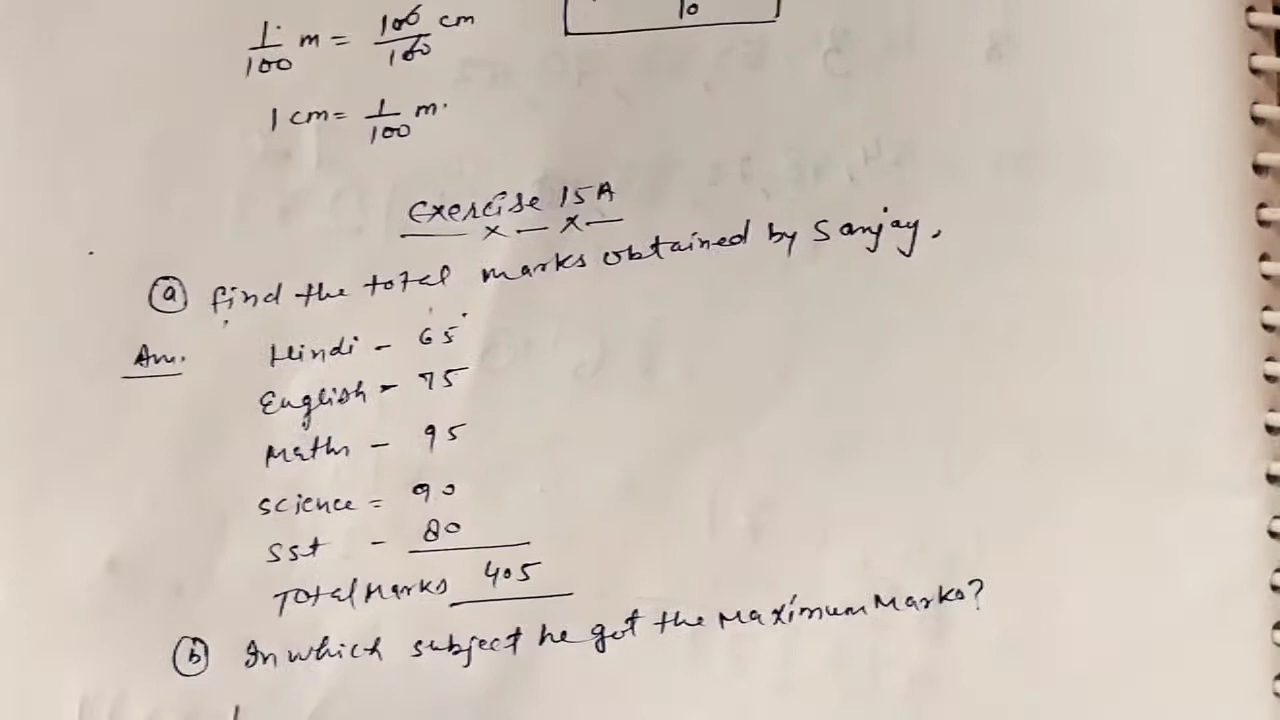 1/100 m = 100/100 cm
10
1 cm = 1/100 m.
Exercise 15A
— x — x —
(a) find the total marks obtained by Sanjay,
Ans. Hindi - 65
English - 75
Maths - 95
Science = 90
SSt - 80
Total Marks 405
(b) In which subject he got the Maximum Marks?